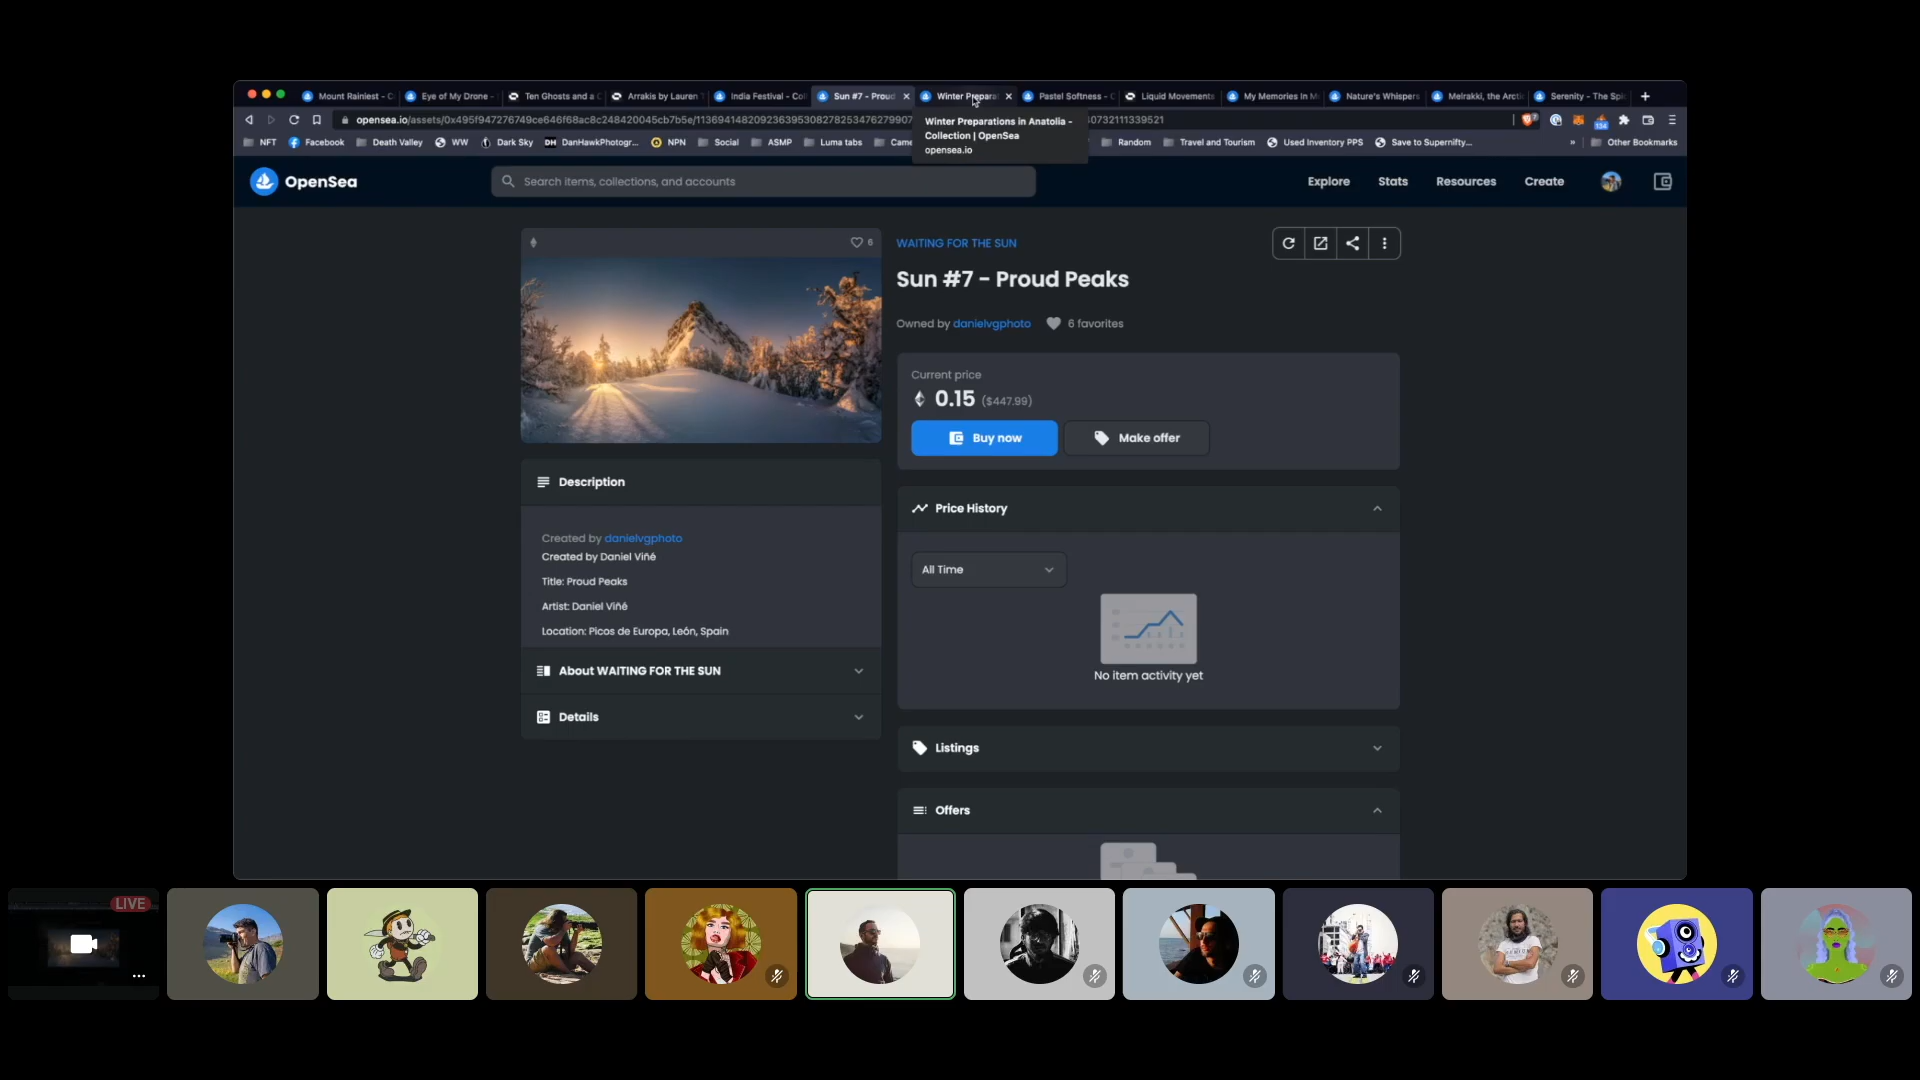 Mount Rainiest - C
Eye of My Drone -
Ten Ghosts and a
Arrakis by Lauren
India Festival - Col
Sun #7 - Proud
Winter Prepara
Pastel Softness - C
Liquid Movements
My Memories In M
Nature's Whispers
Melrakki, the Arcti
Serenity - The Spi
Winter Preparations in Anatolia -
Collection | OpenSea
opensea.io
NFT
Facebook
Death Valley
WW
Dark Sky
DH DanHawkPhotogr...
NPN
Social
ASMP
Luma tabs
Came
Random
Travel and Tourism
Used Inventory PPS
Save to Supernifty...
»
Other Bookmarks
OpenSea
Search items, collections, and accounts
Explore
Stats
Resources
Create
6
WAITING FOR THE SUN
Sun #7 - Proud Peaks
Owned by danielvgphoto
6 favorites
Current price
0.15 ($447.99)
Buy now
Make offer
Description
Created by danielvgphoto
Created by Daniel Viñé
Title: Proud Peaks
Artist: Daniel Viñé
Location: Picos de Europa, León, Spain
About WAITING FOR THE SUN
Details
Price History
All Time
No item activity yet
Listings
Offers
LIVE